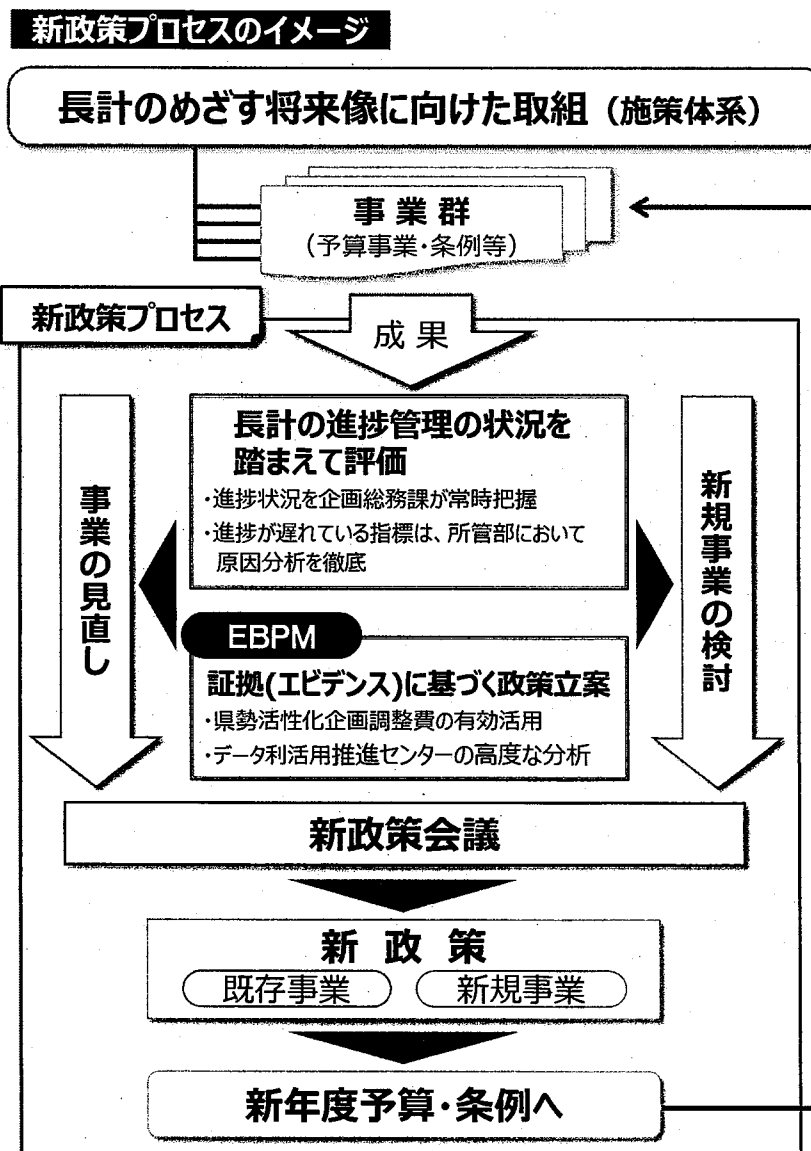 新政策プロセスのイメージ
長計のめざす将来像に向けた取組（施策体系）
事業群
（予算事業・条例等）
新政策プロセス
成果
長計の進捗管理の状況を
踏まえて評価
・進捗状況を企画総務課が常時把握
・進捗が遅れている指標は、所管部において
原因分析を徹底
事業の見直し
新規事業の検討
EBPM
証拠(エビデンス)に基づく政策立案
・県勢活性化企画調整費の有効活用
・データ利活用推進センターの高度な分析
新政策会議
新政策
既存事業
新規事業
新年度予算・条例へ